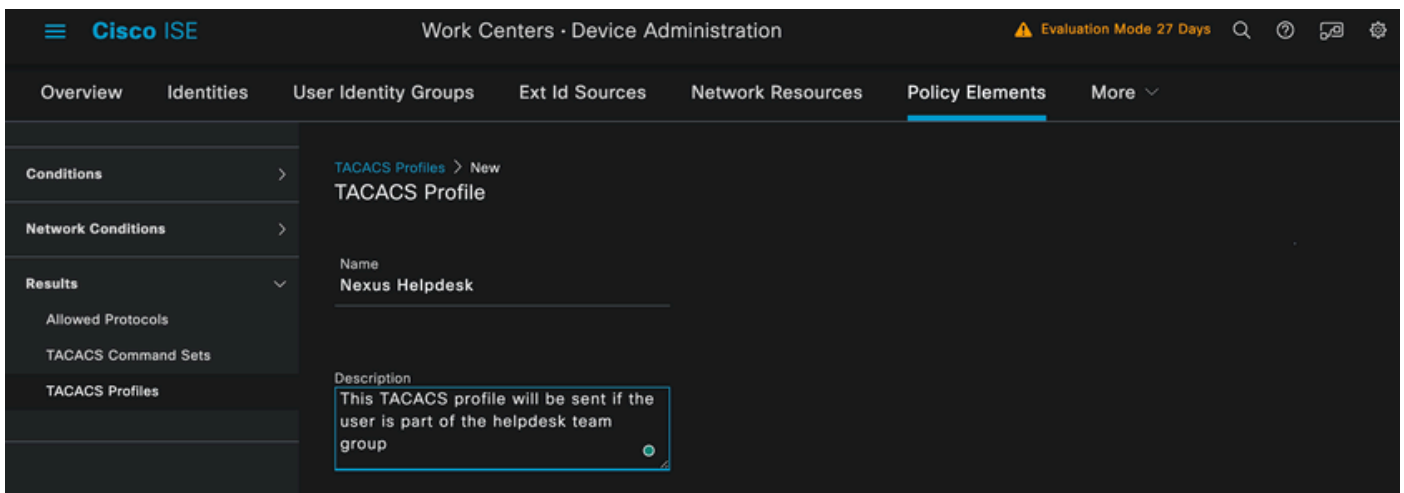 Cisco ISE
Work Centers · Device Administration
Evaluation Mode 27 Days
Overview
Identities
User Identity Groups
Ext Id Sources
Network Resources
Policy Elements
More
Conditions
Network Conditions
Results
Allowed Protocols
TACACS Command Sets
TACACS Profiles
TACACS Profiles > New
TACACS Profile
Name
Nexus Helpdesk
Description
This TACACS profile will be sent if the
user is part of the helpdesk team
group